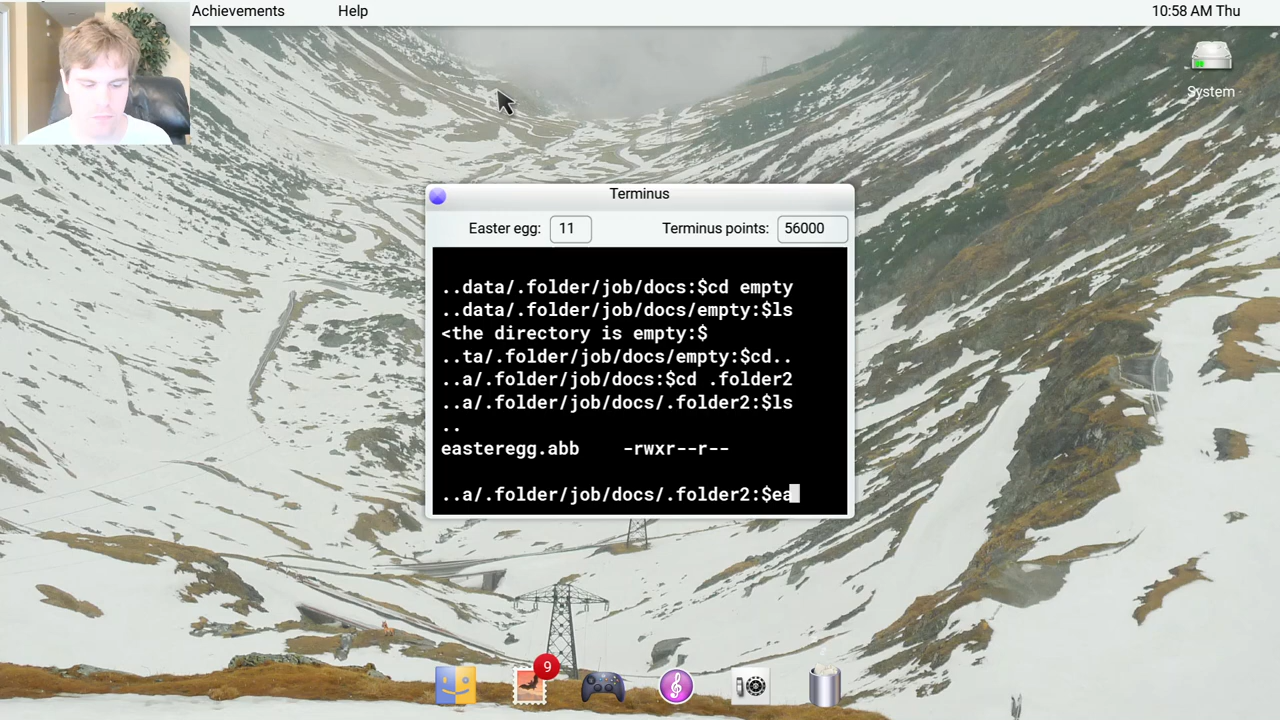 Achievements
Help
10:58 AM Thu
System
Terminus
Easter egg: 11
Terminus points: 56000
..data/.folder/job/docs:$cd empty
..data/.folder/job/docs/empty:$ls
<the directory is empty:$
..ta/.folder/job/docs/empty:$cd..
..a/.folder/job/docs:$cd .folder2
..a/.folder/job/docs/.folder2:$ls
..
easteregg.abb -rwxr--r--
..a/.folder/job/docs/.folder2:$ea
9